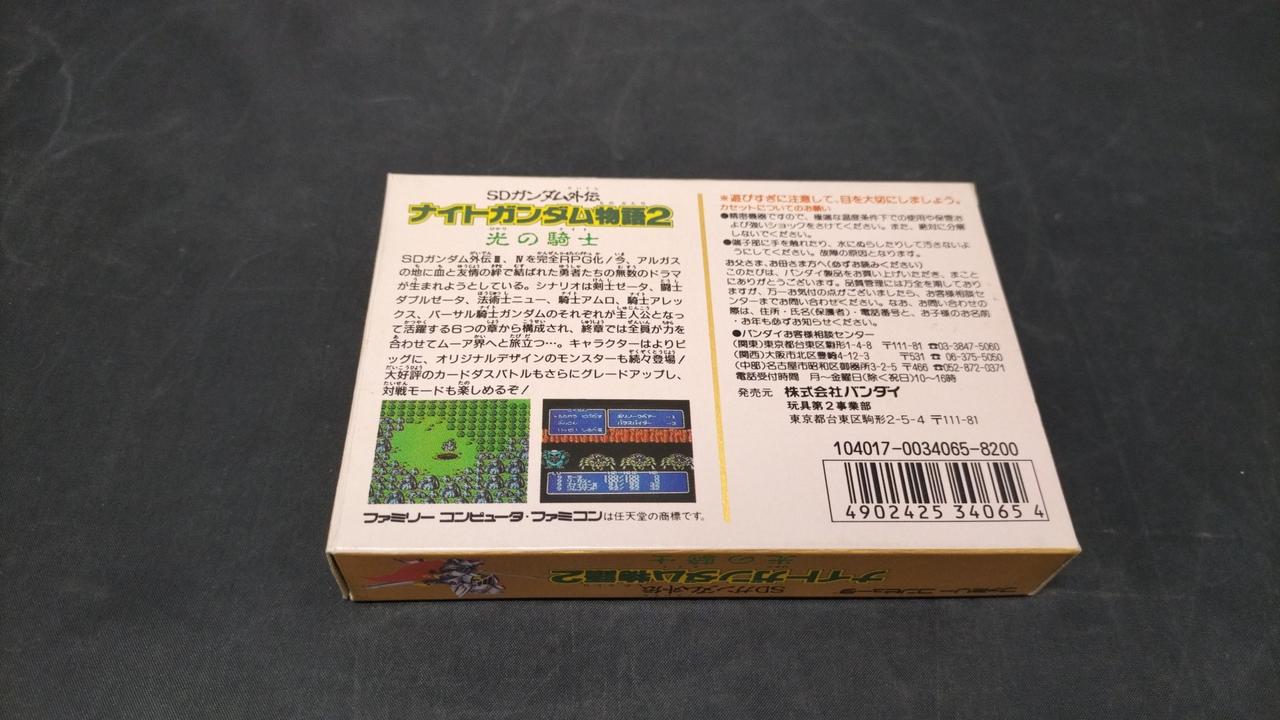 SDガンダム外伝
ナイトガンダム物語2
光の騎士
SDガンダム外伝Ⅲ、Ⅳを完全RPG化!今、アルガス
の地に血と友情の絆で結ばれた勇者たちの無数のドラマ
が生まれようとしている。シナリオは剣士ゼータ、闘士
ダブルゼータ、法術士ニュー、騎士アムロ、騎士アレッ
クス、バーサル騎士ガンダムのそれぞれが主人公となっ
て活躍する6つの章から構成され、終章では全員が力を
合わせてムーア界へと旅立つ…。キャラクターはよりビ
ッグに、オリジナルデザインのモンスターも続々登場!
大好評のカードダスバトルもさらにグレードアップし、
対戦モードも楽しめるぞ!
ファミリー コンピュータ・ファミコンは任天堂の商標です。
※遊びすぎに注意して、目を大切にしましょう。
カセットについてのお願い
●精密機器ですので、極端な温度条件下での使用や保管お
よび強いショックをさけてください。また、絶対に分解
しないでください。
●端子部に手を触れたり、水にぬらしたりして汚さないよ
うにしてください。故障の原因となります。
お父さま、お母さま方へ(必ずお読みください)
このたびは、バンダイ製品をお買い上げいただき、まこと
にありがとうございます。品質管理には万全を期しており
ますが、万一お気付の点がございましたら、お客様相談セ
ンターまでお問い合わせください。なお、お問い合わせの
際は、住所・氏名(保護者)・電話番号と、お子様のお名前
・お年も必ずお知らせください。
●バンダイお客様相談センター
(関東)東京都台東区駒形1-4-8 〒111-81 ☎03-3847-5060
(関西)大阪市北区豊崎4-12-3 〒531 ☎06-375-5050
(中部)名古屋市昭和区御器所3-2-5 〒466 ☎052-872-0371
電話受付時間 月〜金曜日(除く祝日)10〜16時
発売元 株式会社バンダイ
玩具第2事業部
東京都台東区駒形2-5-4 〒111-81
104017-0034065-8200
4902425 34065 4
ファミリー コンピュータ
SDガンダム外伝
ナイトガンダム物語2
光の騎士